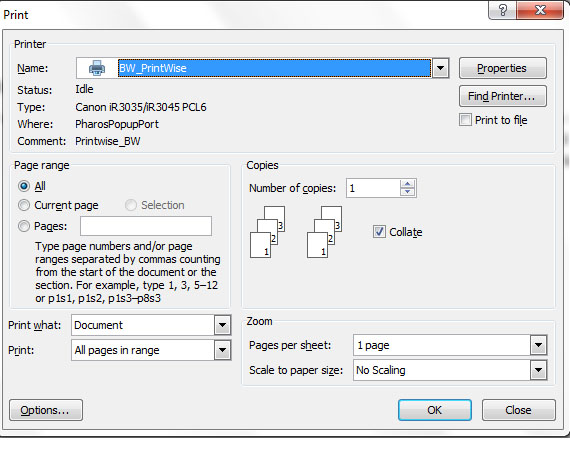 Print
Printer
Name: BW_PrintWise
Properties
Status: Idle
Find Printer...
Type: Canon iR3035/iR3045 PCL6
Where: PharosPopupPort
Print to file
Comment: Printwise_BW
Page range
All
Current page
Selection
Pages:
Type page numbers and/or page
ranges separated by commas counting
from the start of the document or the
section. For example, type 1, 3, 5–12
or p1s1, p1s2, p1s3–p8s3
Copies
Number of copies: 1
3 3
2 2
1 1
Collate
Print what: Document
Print: All pages in range
Zoom
Pages per sheet: 1 page
Scale to paper size: No Scaling
Options...
OK
Close